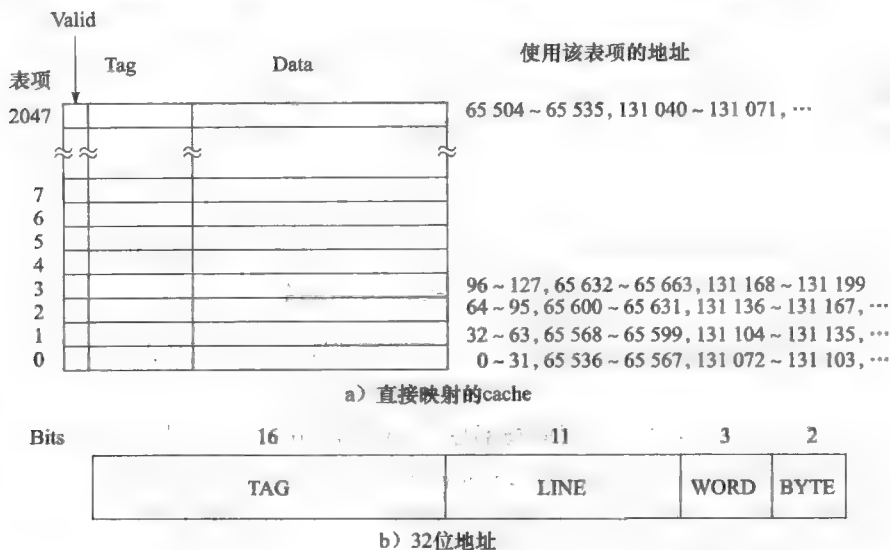 Valid
使用该表项的地址
Tag Data
表项
2047 65 504 ~ 65 535, 131 040 ~ 131 071, …
7
6
5
4
3 96 ~ 127, 65 632 ~ 65 663, 131 168 ~ 131 199
2 64 ~ 95, 65 600 ~ 65 631, 131 136 ~ 131 167, …
1 32 ~ 63, 65 568 ~ 65 599, 131 104 ~ 131 135, …
0 0 ~ 31, 65 536 ~ 65 567, 131 072 ~ 131 103, …
a) 直接映射的cache
Bits 16 11 3 2
TAG LINE WORD BYTE
b) 32位地址